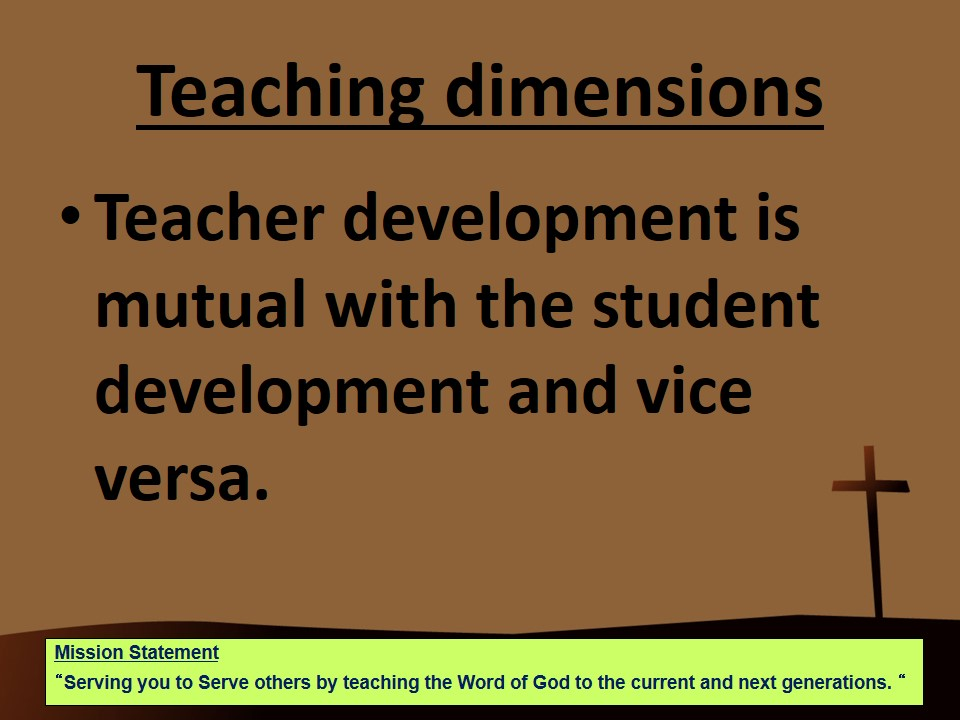 Teaching dimensions
• Teacher development is
mutual with the student
development and vice
versa.
Mission Statement
“Serving you to Serve others by teaching the Word of God to the current and next generations. “